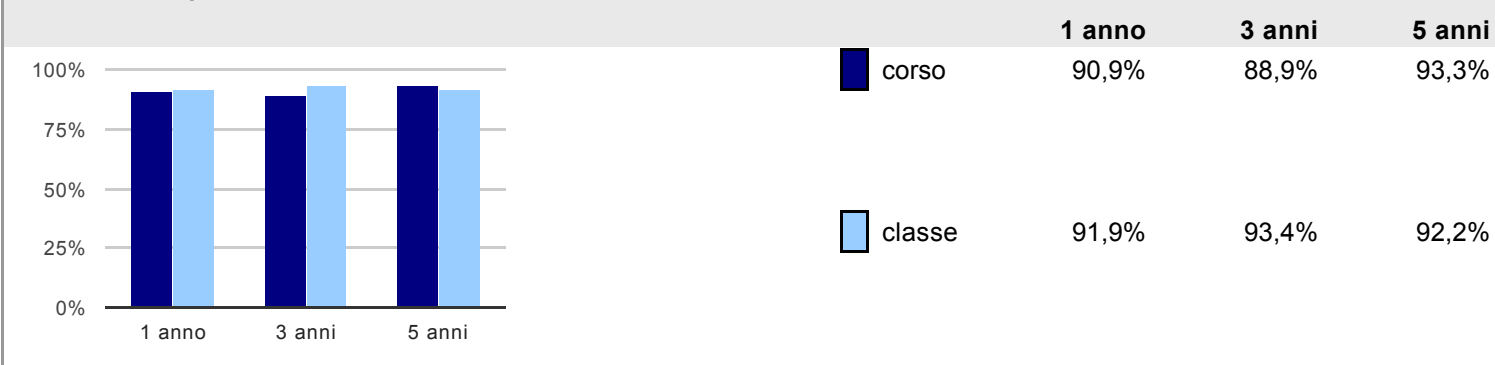 1 anno 3 anni 5 anni
100%
75%
50%
25%
0%
1 anno 3 anni 5 anni
corso 90,9% 88,9% 93,3%
classe 91,9% 93,4% 92,2%